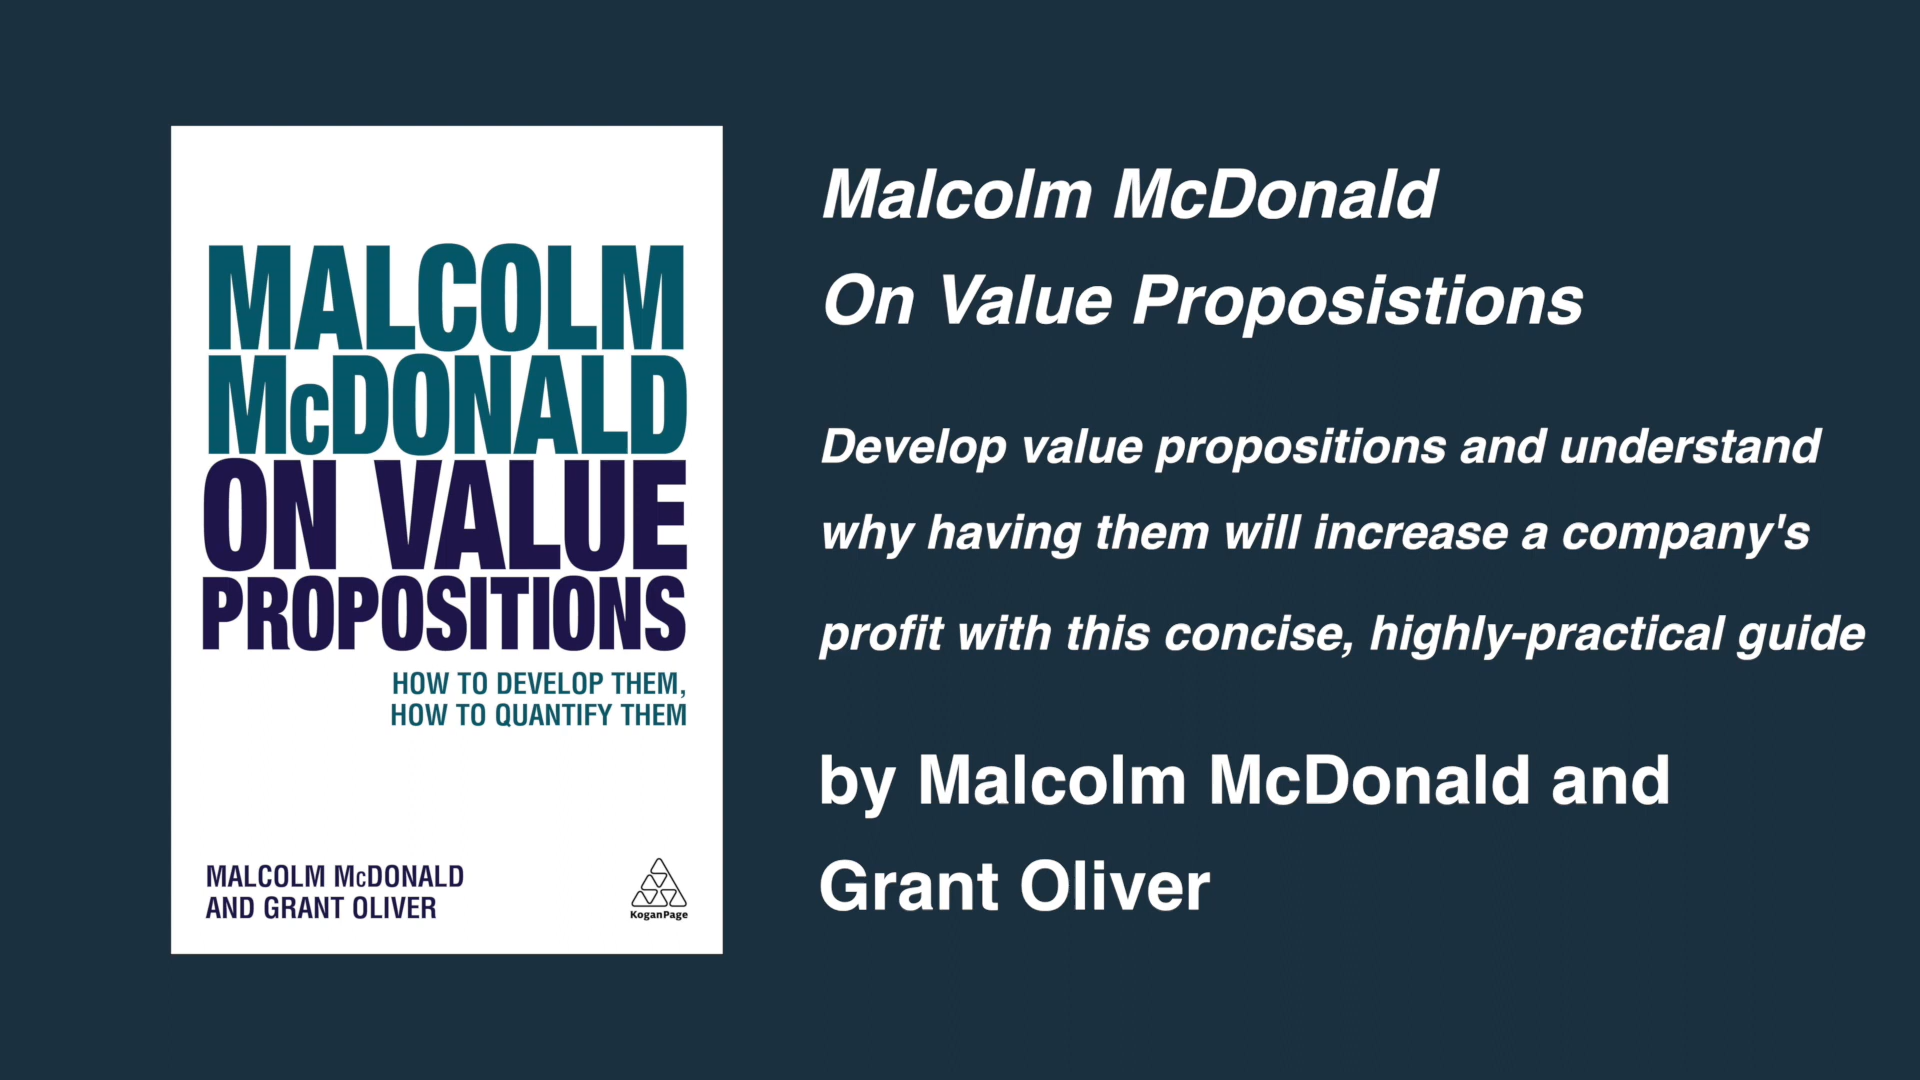 MALCOLM
McDONALD
ON VALUE
PROPOSITIONS
HOW TO DEVELOP THEM,
HOW TO QUANTIFY THEM
MALCOLM McDONALD
AND GRANT OLIVER
KoganPage
Malcolm McDonald
On Value Proposistions
Develop value propositions and understand
why having them will increase a company's
profit with this concise, highly-practical guide
by Malcolm McDonald and
Grant Oliver